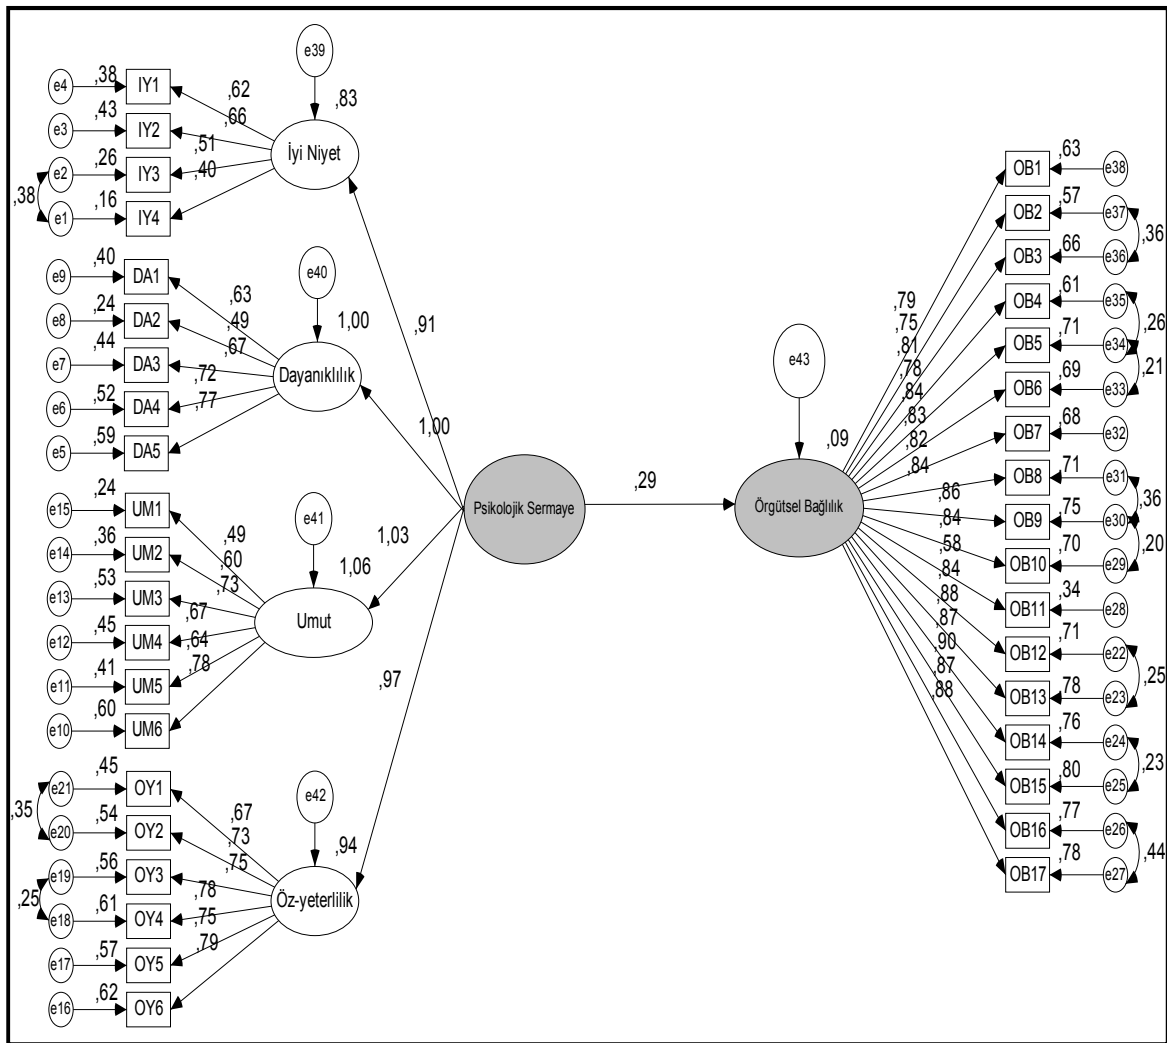 e39
,83
İyi Niyet
e4
,38
IY1
,62
e3
,43
IY2
,66
e2
,26
IY3
,51
e1
,16
IY4
,40
,38
e40
1,00
Dayanıklılık
e9
,40
DA1
,63
e8
,24
DA2
,49
e7
,44
DA3
,67
e6
,52
DA4
,72
e5
,59
DA5
,77
e41
1,06
Umut
e15
,24
UM1
,49
e14
,36
UM2
,60
e13
,53
UM3
,73
e12
,45
UM4
,67
e11
,41
UM5
,64
e10
,60
UM6
,78
e42
,94
Öz-yeterlilik
e21
,45
OY1
,67
e20
,54
OY2
,73
,35
e19
,56
OY3
,75
e18
,61
OY4
,78
,25
e17
,57
OY5
,75
e16
,62
OY6
,79
,91
1,00
1,03
,97
Psikolojik Sermaye
,29
e43
,09
Örgütsel Bağlılık
,79
,75
,81
,78
,84
,83
,82
,84
,86
,84
,58
,84
,88
,87
,90
,87
,88
OB1
,63
e38
OB2
,57
e37
OB3
,66
e36
,36
OB4
,61
e35
OB5
,71
e34
,26
OB6
,69
e33
,21
OB7
,68
e32
OB8
,71
e31
OB9
,75
e30
,36
OB10
,70
e29
,20
OB11
,34
e28
OB12
,71
e22
OB13
,78
e23
,25
OB14
,76
e24
OB15
,80
e25
,23
OB16
,77
e26
OB17
,78
e27
,44